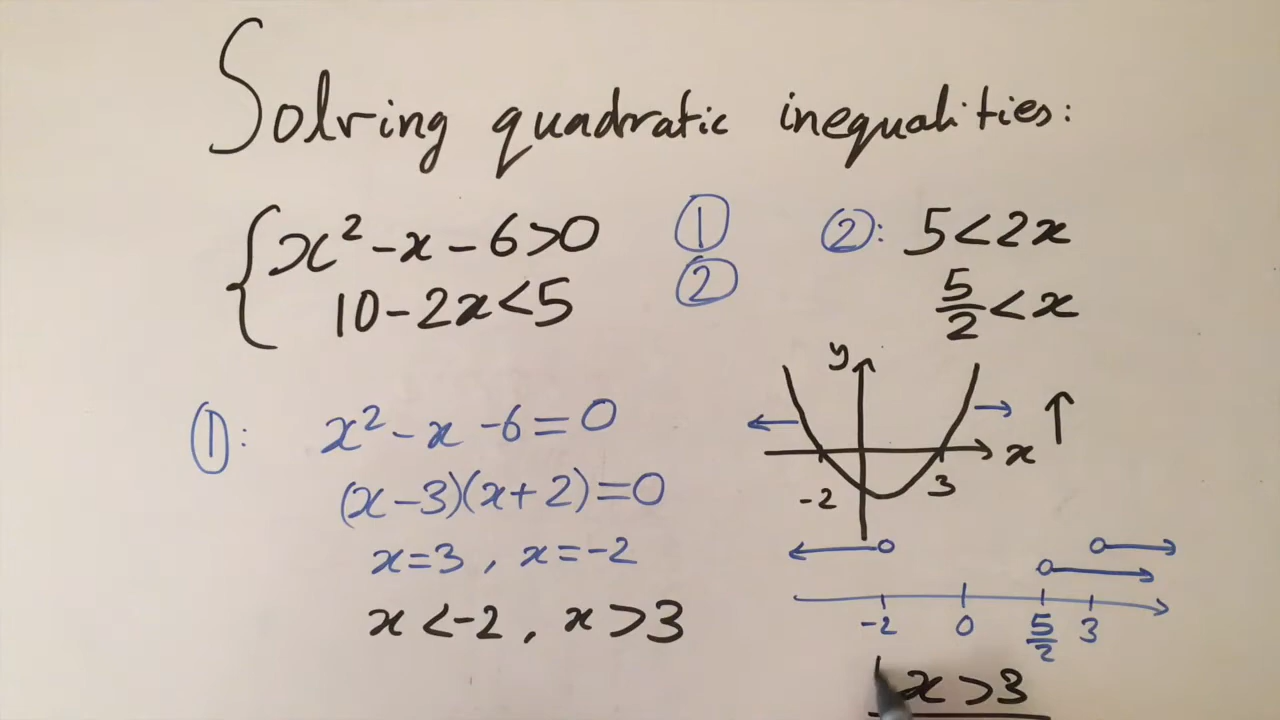 Solving quadratic inequalities:
x² - x - 6 > 0 ①
10 - 2x < 5 ②
②: 5 < 2x
5/2 < x
①: x² - x - 6 = 0
(x - 3)(x + 2) = 0
x = 3 , x = -2
x < -2 , x > 3
y
x
-2 3
-2 0 5/2 3
x > 3